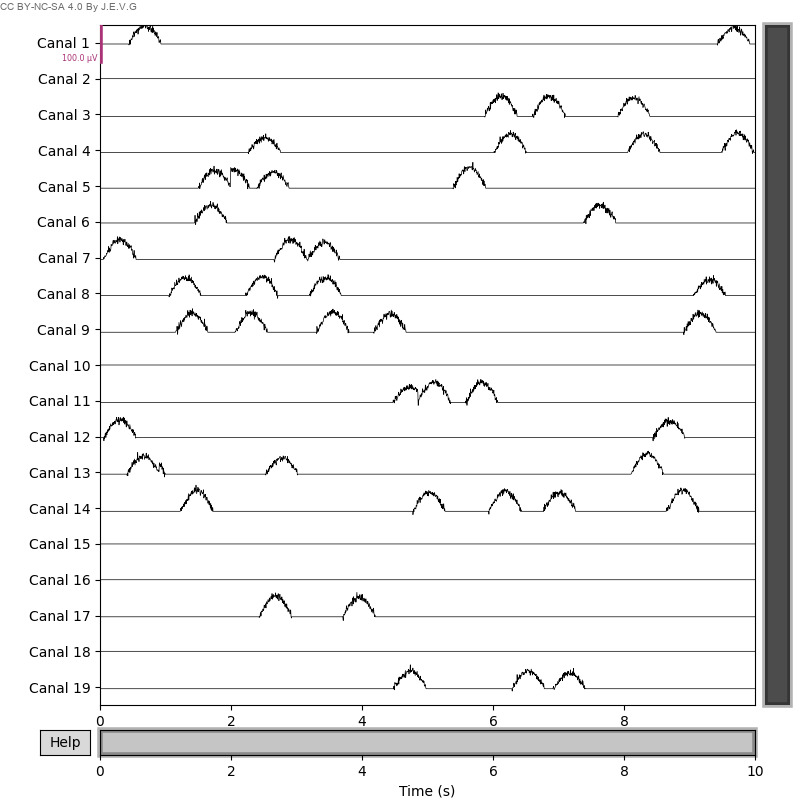 CC BY-NC-SA 4.0 By J.E.V.G
Canal 1
100.0 µV
Canal 2
Canal 3
Canal 4
Canal 5
Canal 6
Canal 7
Canal 8
Canal 9
Canal 10
Canal 11
Canal 12
Canal 13
Canal 14
Canal 15
Canal 16
Canal 17
Canal 18
Canal 19
0 2 4 6 8
Help
0 2 4 6 8 10
Time (s)